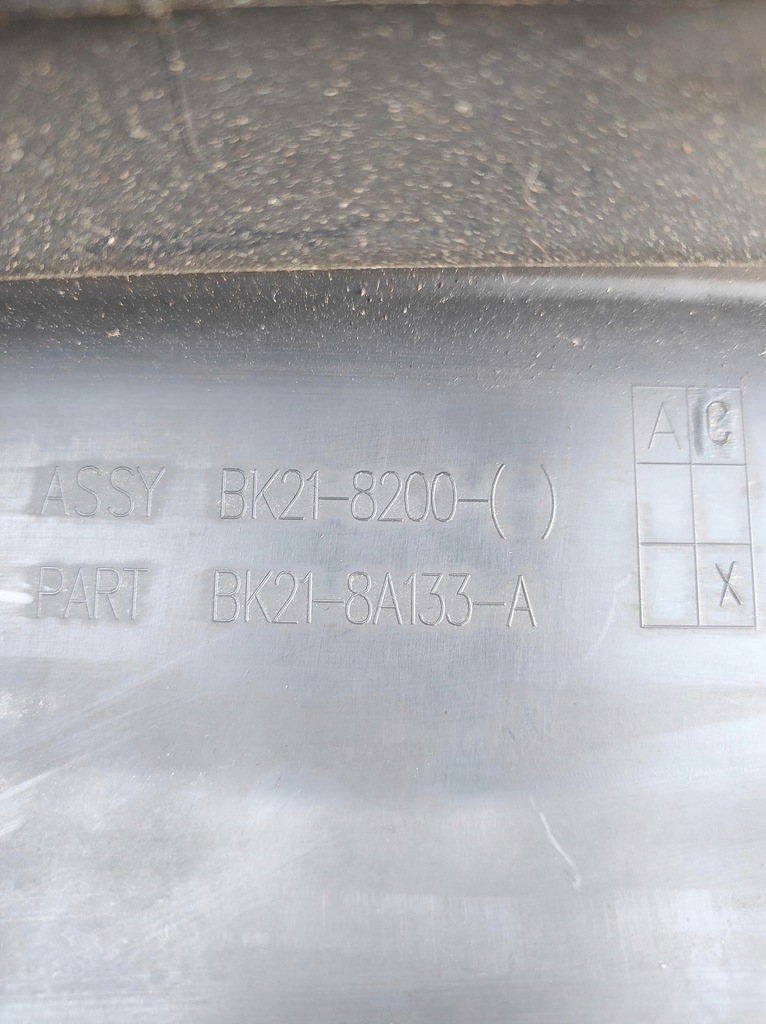 A C
ASSY BK21-8200-( )
PART BK21-8A133-A
X